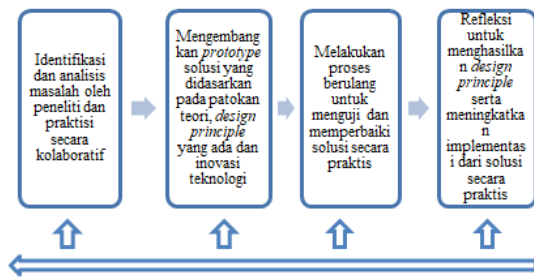 Identifikasi
dan analisis
masalah oleh
peneliti dan
praktisi
secara
kolaboratif
Mengembang
kan prototype
solusi yang
didasarkan
pada patokan
teori, design
principle
yang ada dan
inovasi
teknologi
Melakukan
proses
berulang
untuk
menguji dan
memperbaiki
solusi secara
praktis
Refleksi
untuk
menghasilka
n design
principle
serta
meningkatka
n
implementas
i dari solusi
secara
praktis